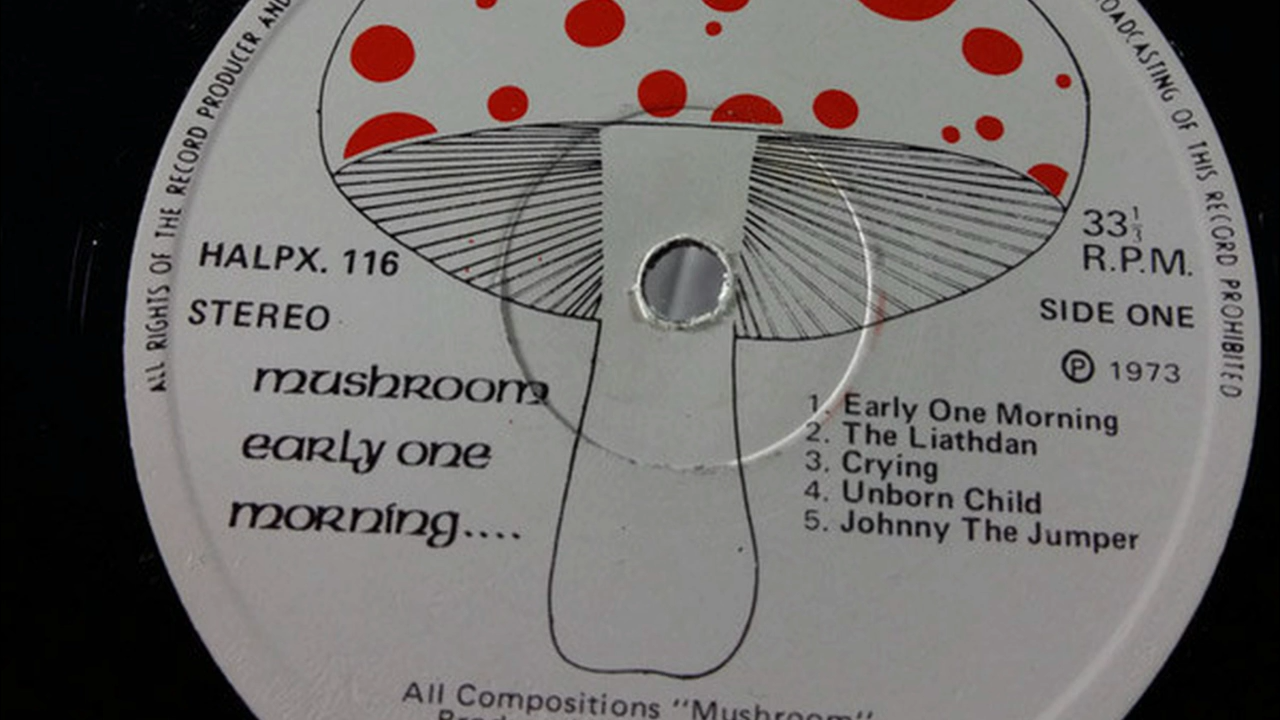 ALL RIGHTS OF THE RECORD PRODUCER AND
BROADCASTING OF THIS RECORD PROHIBITED
HALPX. 116
STEREO
mushroom
early one
morning....
33 1/3
R.P.M.
SIDE ONE
Ⓟ 1973
1. Early One Morning
2. The Liathdan
3. Crying
4. Unborn Child
5. Johnny The Jumper
All Compositions "Mushroom"